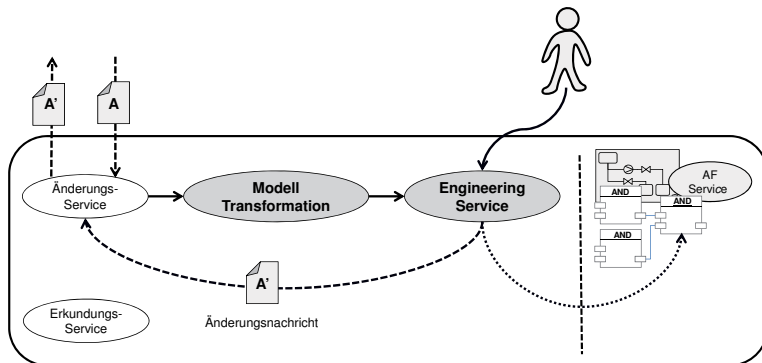 A'
A
Änderungs-
Service
Modell
Transformation
Engineering
Service
AF
Service
AND
AND
AND
A'
Änderungsnachricht
Erkundungs-
Service